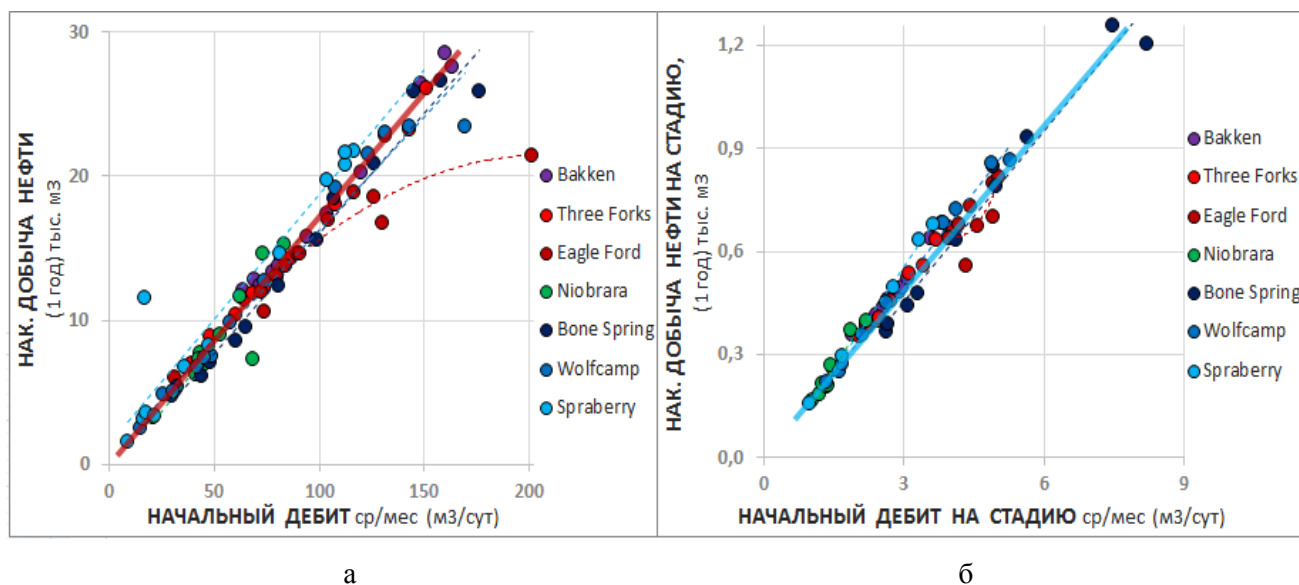 НАК. ДОБЫЧА НЕФТИ
(1 год) тыс. м3
30
20
10
0
0 50 100 150 200
НАЧАЛЬНЫЙ ДЕБИТ ср/мес (м3/сут)
Bakken
Three Forks
Eagle Ford
Niobrara
Bone Spring
Wolfcamp
Spraberry
а
НАК. ДОБЫЧА НЕФТИ НА СТАДИЮ,
(1 год) тыс. м3
1,2
0,9
0,6
0,3
0,0
0 3 6 9
НАЧАЛЬНЫЙ ДЕБИТ НА СТАДИЮ ср/мес (м3/сут)
Bakken
Three Forks
Eagle Ford
Niobrara
Bone Spring
Wolfcamp
Spraberry
б